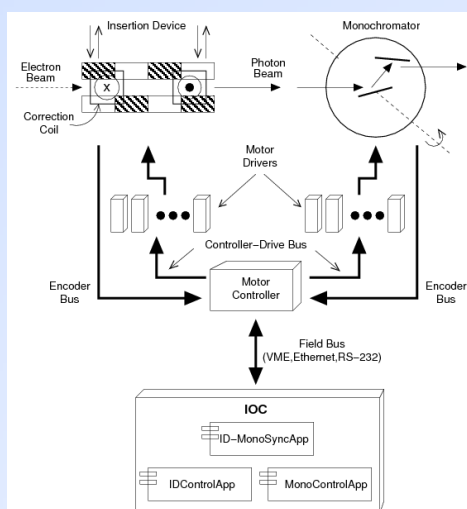 Insertion Device
Monochromator
Electron
Beam
Photon
Beam
X
Correction
Coil
Motor
Drivers
Controller-Drive Bus
Encoder
Bus
Motor
Controller
Encoder
Bus
Field Bus
(VME,Ethernet,RS-232)
IOC
ID-MonoSyncApp
IDControlApp
MonoControlApp